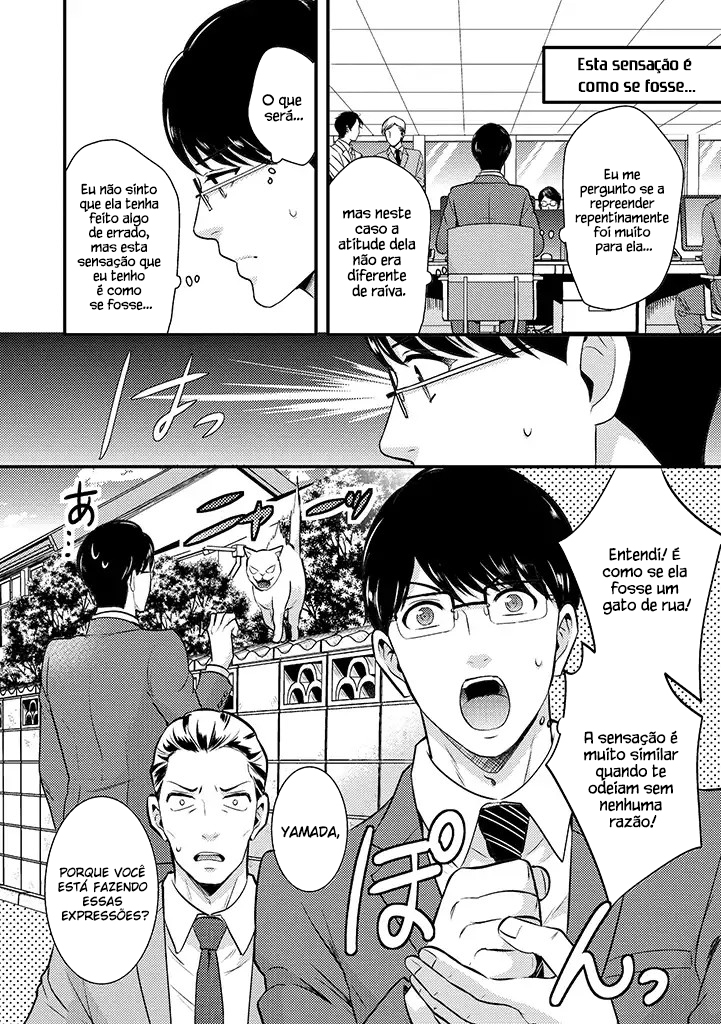 Esta sensação é
como se fosse...
Eu me
pergunto se a
repreender
repentinamente
foi muito
para ela...
mas neste
caso a
atítude dela
não era
diferente
de raíva.
O que
será...
Eu não sinto
que ela tenha
feito algo
de errado,
mas esta
sensação que
eu tenho
é como
se fosse...
はっ
Entendi! É
como se ela
fosse um
gato de rua!
ニャーッ
あ...
A sensação é
muito similar
quando te
odeíam sem
nenhuma
razão!
ぽんっ
YAMADA,
PORQUE VOCÊ
ESTÁ FAZENDO
ESSAS
EXPRESSÕES?